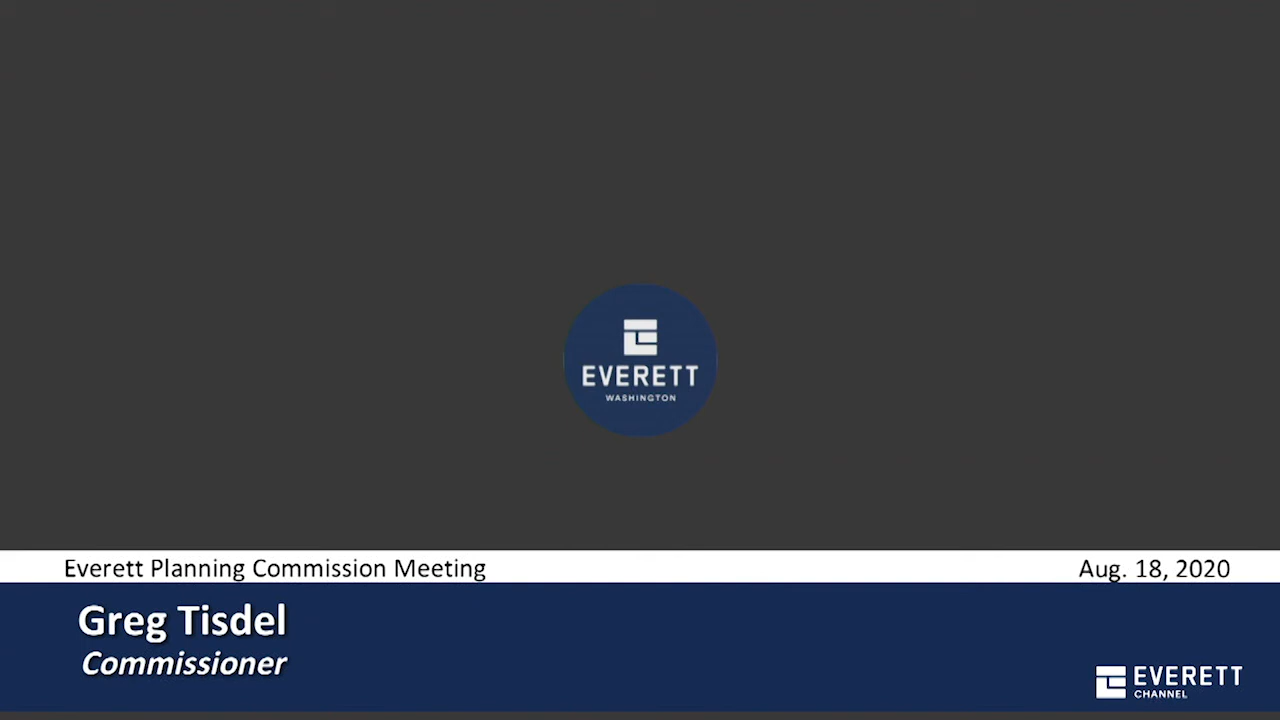 EVERETT
WASHINGTON
Everett Planning Commission Meeting
Aug. 18, 2020
Greg Tisdel
Commissioner
EVERETT
CHANNEL